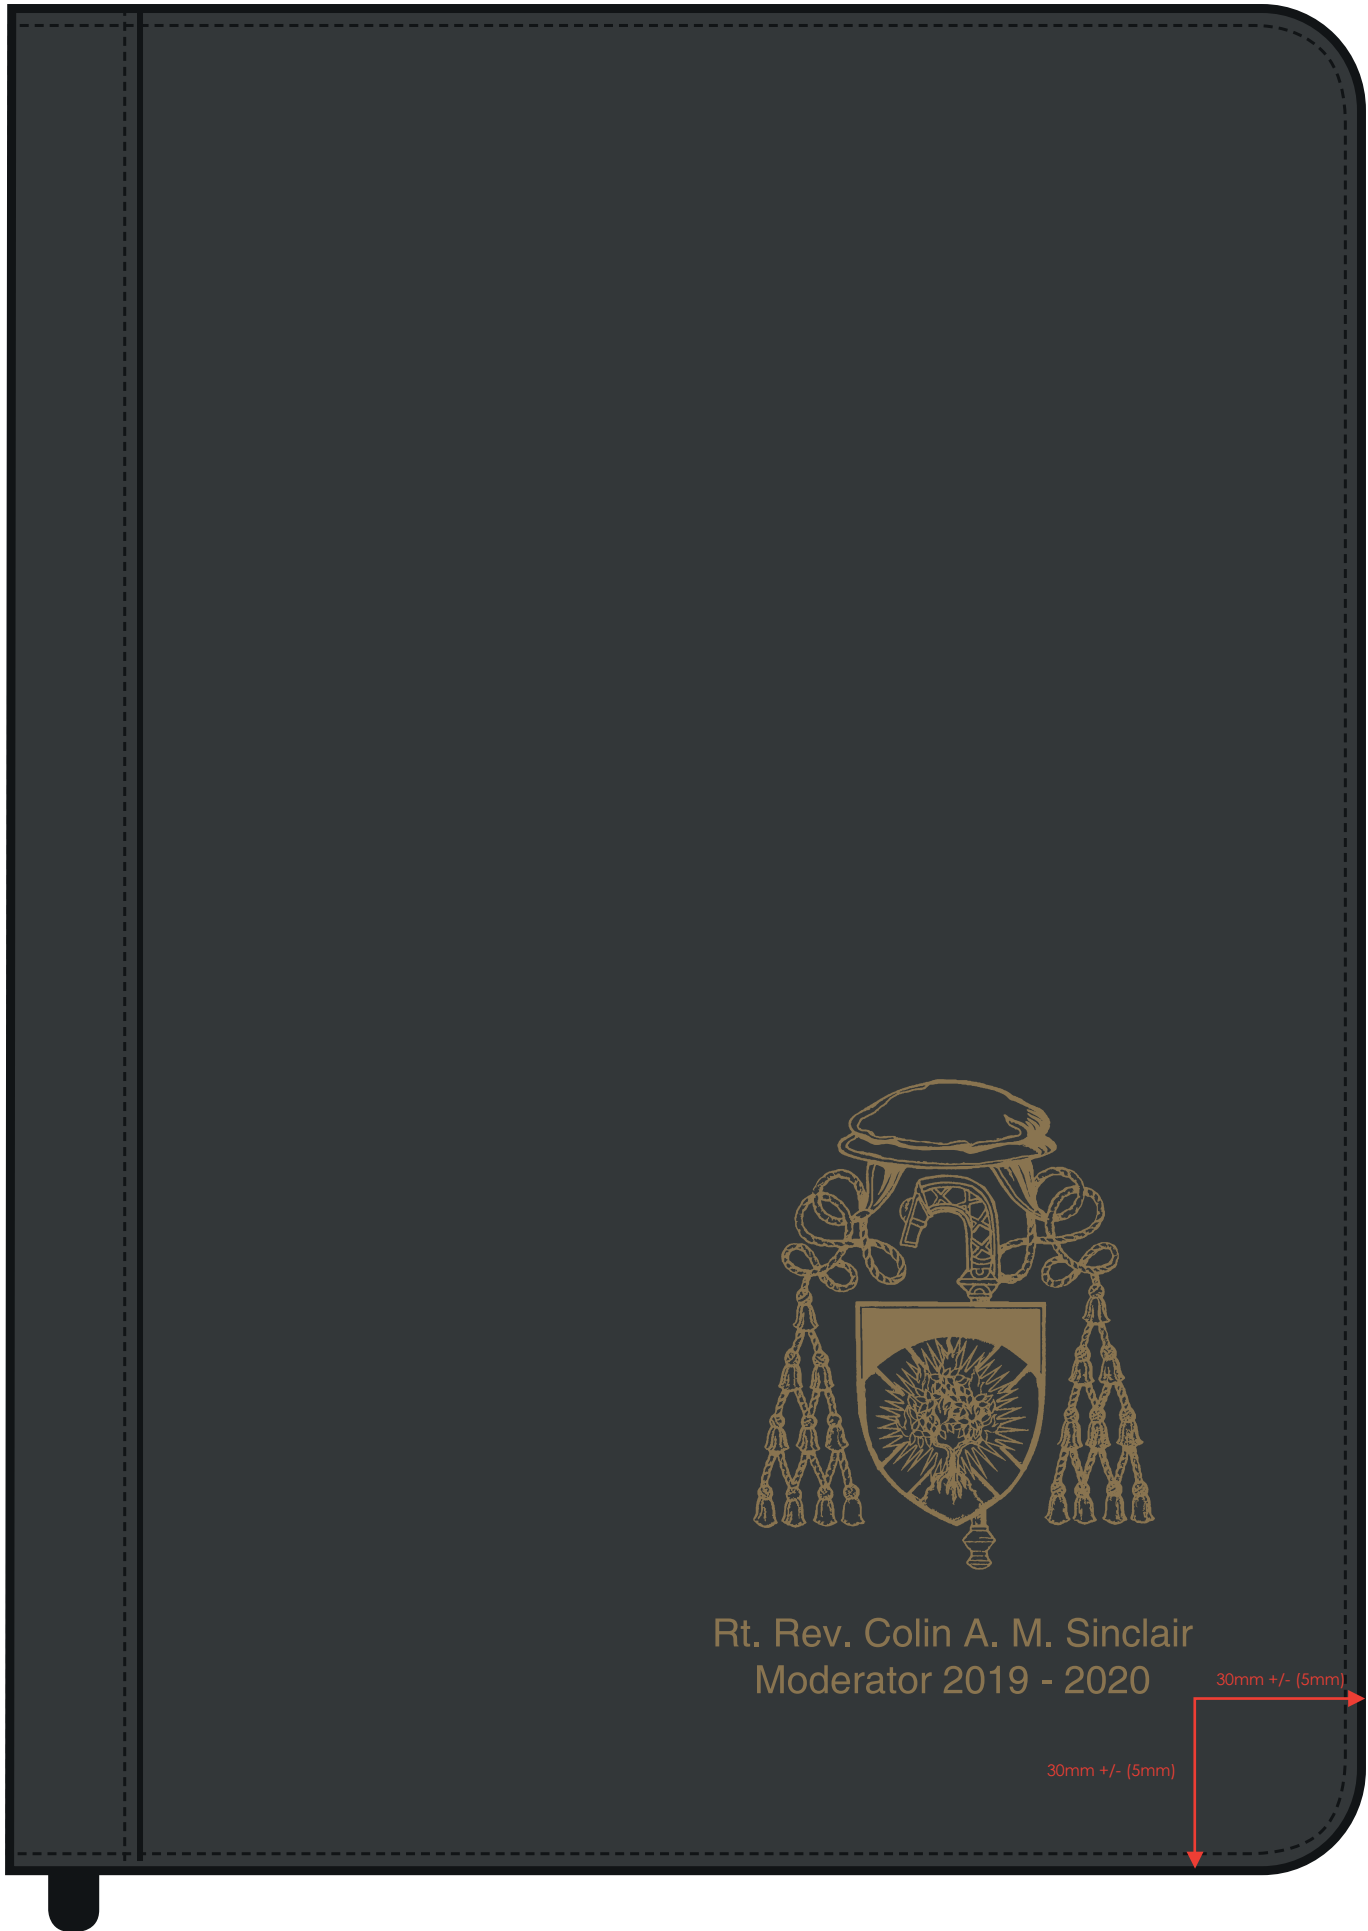 Rt. Rev. Colin A. M. Sinclair
Moderator 2019 - 2020
30mm +/- (5mm)
30mm +/- (5mm)